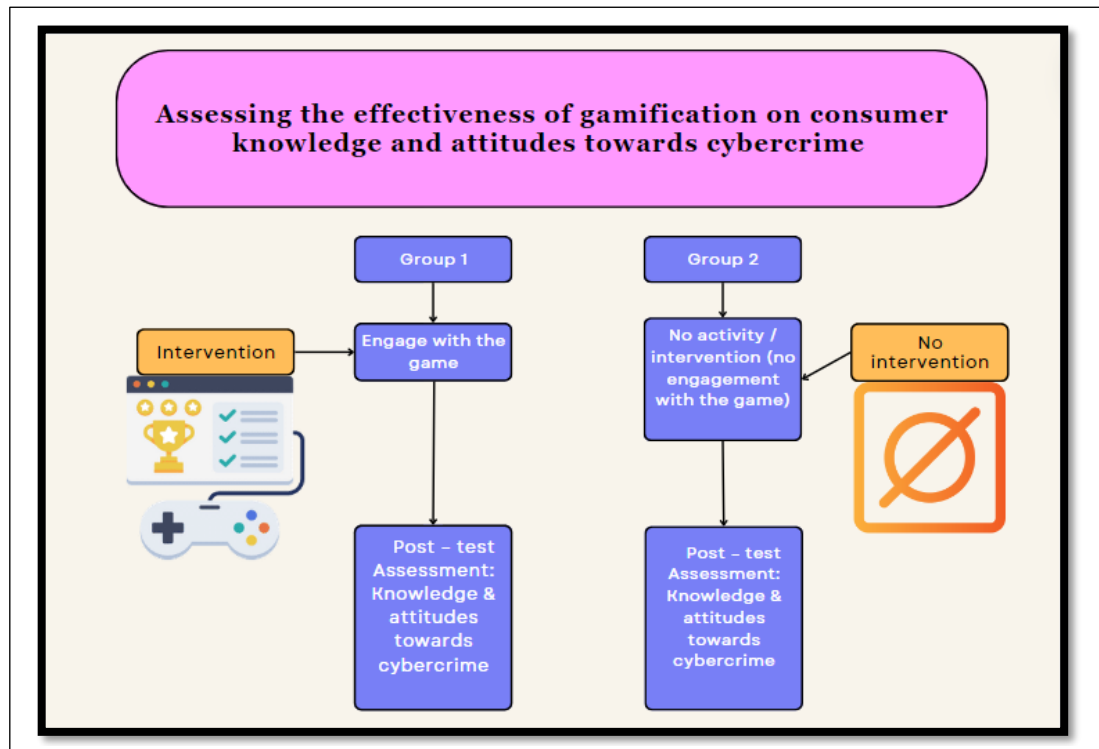 Assessing the effectiveness of gamification on consumer
knowledge and attitudes towards cybercrime
Group 1
Group 2
Intervention
Engage with the
game
No activity /
intervention (no
engagement
with the game)
No
intervention
Post – test
Assessment:
Knowledge &
attitudes
towards
cybercrime
Post – test
Assessment:
Knowledge &
attitudes
towards
cybercrime